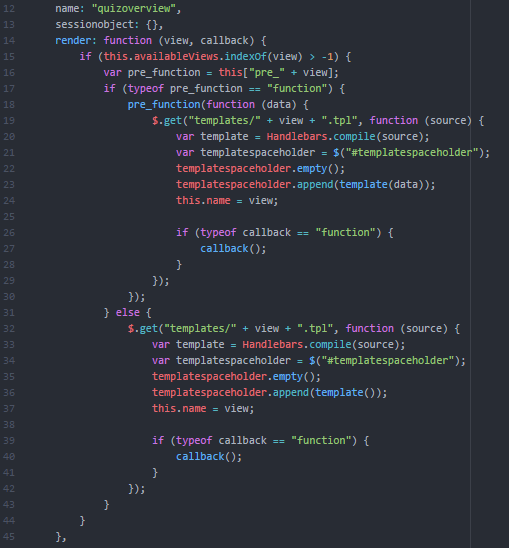 12 name: "quizoverview",
13 sessionobject: {},
14 render: function (view, callback) {
15 if (this.availableViews.indexOf(view) > -1) {
16 var pre_function = this["pre_" + view];
17 if (typeof pre_function == "function") {
18 pre_function(function (data) {
19 $.get("templates/" + view + ".tpl", function (source) {
20 var template = Handlebars.compile(source);
21 var templatespaceholder = $("#templatespaceholder");
22 templatespaceholder.empty();
23 templatespaceholder.append(template(data));
24 this.name = view;
25
26 if (typeof callback == "function") {
27 callback();
28 }
29 });
30 });
31 } else {
32 $.get("templates/" + view + ".tpl", function (source) {
33 var template = Handlebars.compile(source);
34 var templatespaceholder = $("#templatespaceholder");
35 templatespaceholder.empty();
36 templatespaceholder.append(template());
37 this.name = view;
38
39 if (typeof callback == "function") {
40 callback();
41 }
42 });
43 }
44 }
45 },